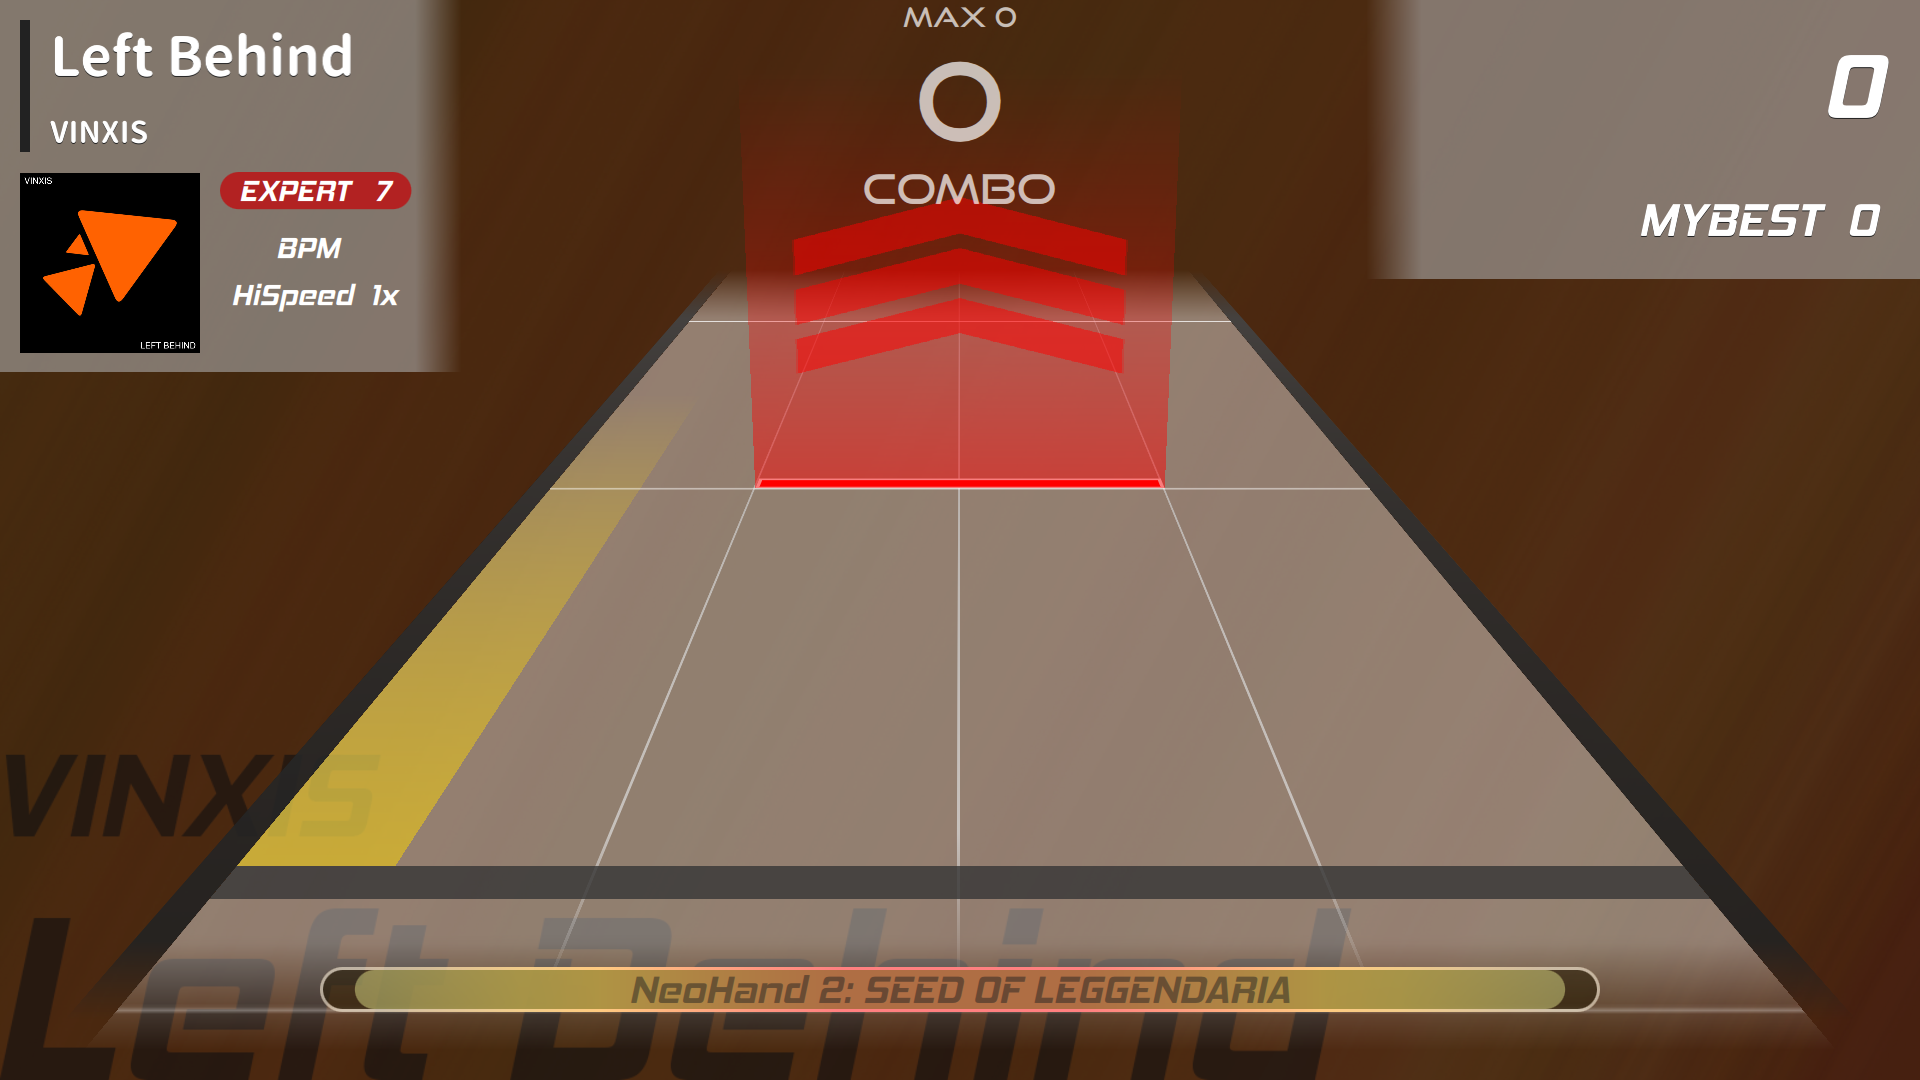 Left Behind
VINXIS
VINXIS
LEFT BEHIND
EXPERT 7
BPM
HiSpeed 1x
MAX 0
0
COMBO
0
MYBEST 0
VINXIS
Left Behind
NeoHand 2: SEED OF LEGGENDARIA